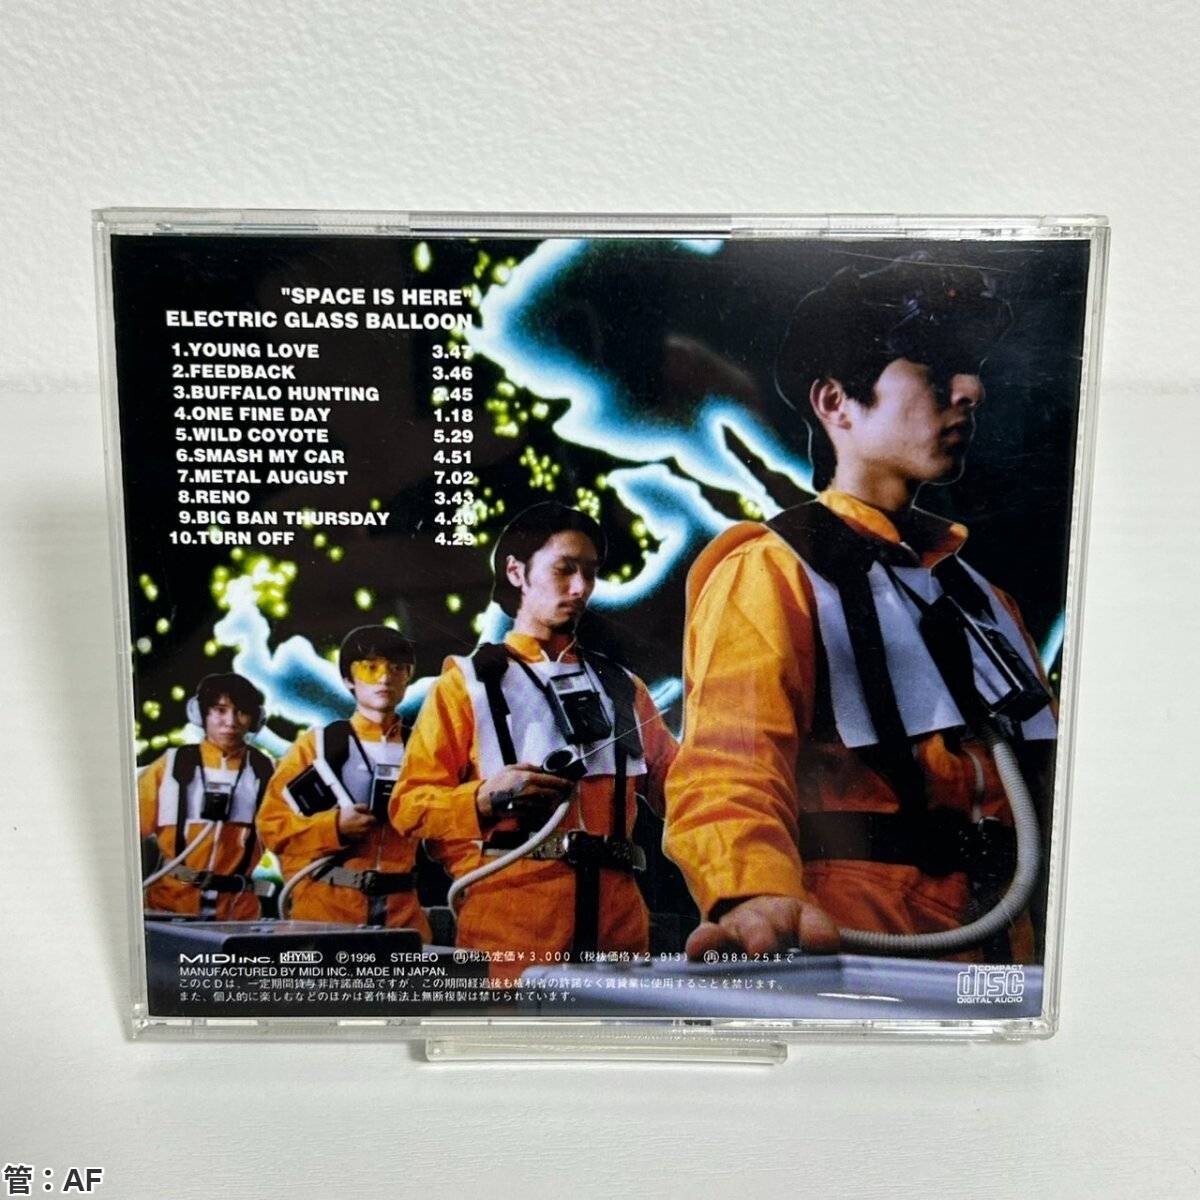 "SPACE IS HERE"
ELECTRIC GLASS BALLOON
1.YOUNG LOVE 3.47
2.FEEDBACK 3.46
3.BUFFALO HUNTING 2.45
4.ONE FINE DAY 1.18
5.WILD COYOTE 5.29
6.SMASH MY CAR 4.51
7.METAL AUGUST 7.02
8.RENO 3.43
9.BIG BAN THURSDAY 4.40
10.TURN OFF 4.29
MIDI INC. RHYME Ⓟ1996 STEREO ㊢税込定価¥3,000 (税抜価格¥2,913) ㊢98.9.25まで
MANUFACTURED BY MIDI INC., MADE IN JAPAN.
このCDは、一定期間貸与非許諾商品ですが、この期間経過後も権利者の許諾なく賃貸業に使用することを禁じます。
また、個人的に楽しむなどのほかは著作権法上無断複製は禁じられています。
COMPACT
disc
DIGITAL AUDIO
管:AF